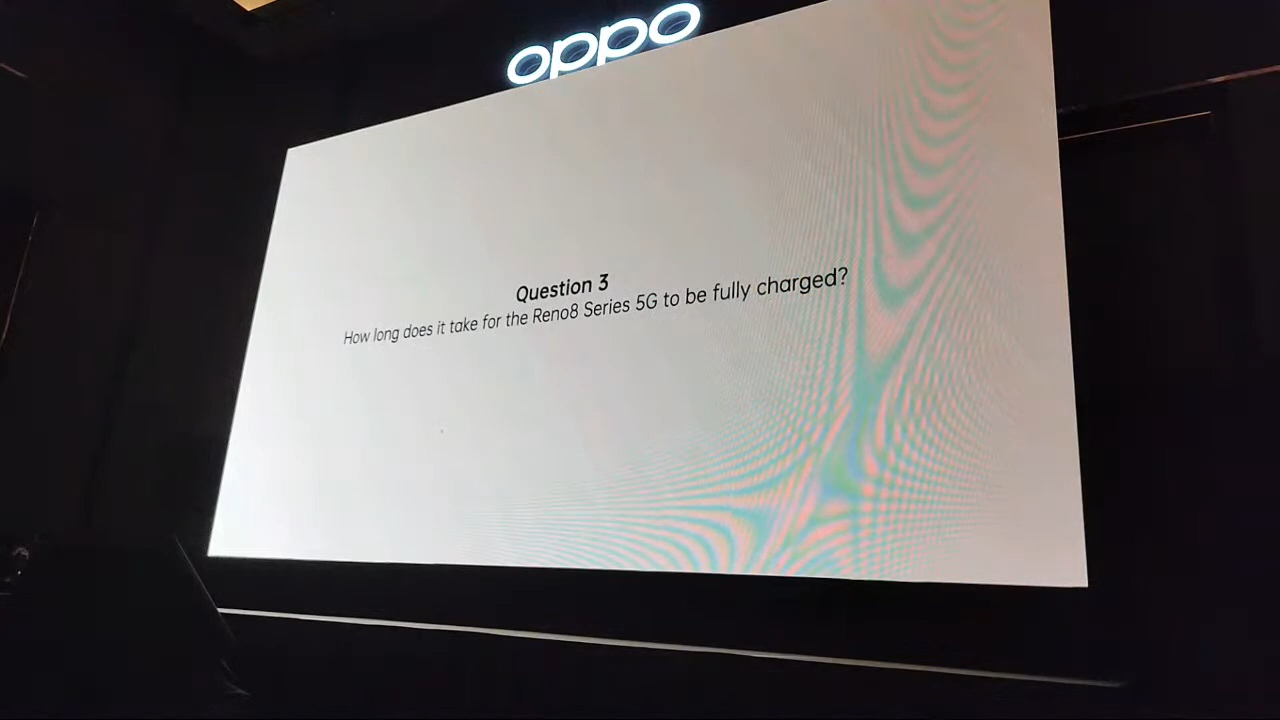 oppo
Question 3
How long does it take for the Reno8 Series 5G to be fully charged?